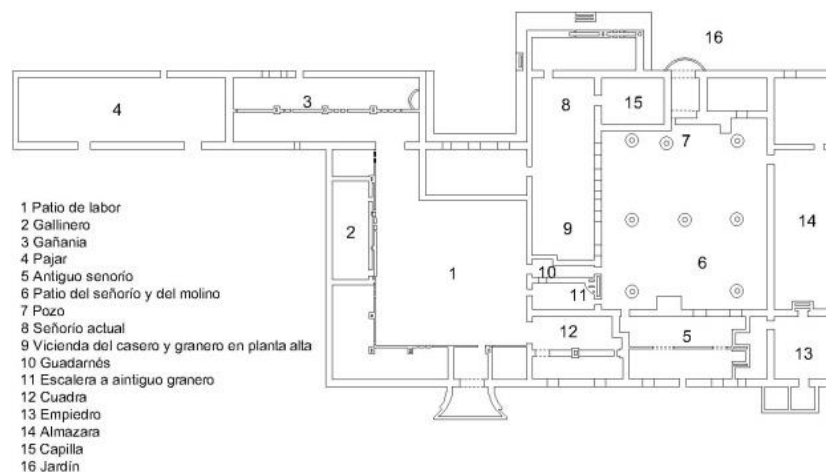 16
4
3
8
15
7
2
14
9
6
1
10
11
12
5
13
1 Patio de labor
2 Gallinero
3 Gañania
4 Pajar
5 Antiguo senorío
6 Patio del señorío y del molino
7 Pozo
8 Señorío actual
9 Vicienda del casero y granero en planta alta
10 Guadarnés
11 Escalera a aintiguo granero
12 Cuadra
13 Empiedro
14 Almazara
15 Capilla
16 Jardín